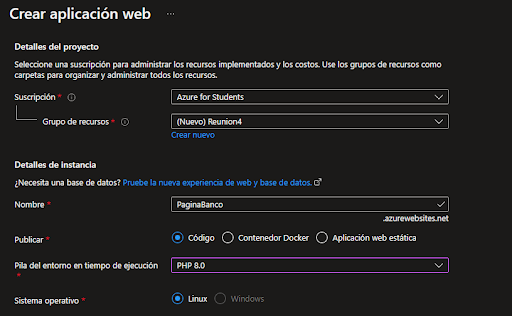 Crear aplicación web ...
Detalles del proyecto
Seleccione una suscripción para administrar los recursos implementados y los costos. Use los grupos de recursos como
carpetas para organizar y administrar todos los recursos.
Suscripción * Azure for Students
Grupo de recursos * (Nuevo) Reunion4
Crear nuevo
Detalles de instancia
¿Necesita una base de datos? Pruebe la nueva experiencia de web y base de datos.
Nombre * PaginaBanco
.azurewebsites.net
Publicar * Código Contenedor Docker Aplicación web estática
Pila del entorno en tiempo de ejecución PHP 8.0
*
Sistema operativo * Linux Windows